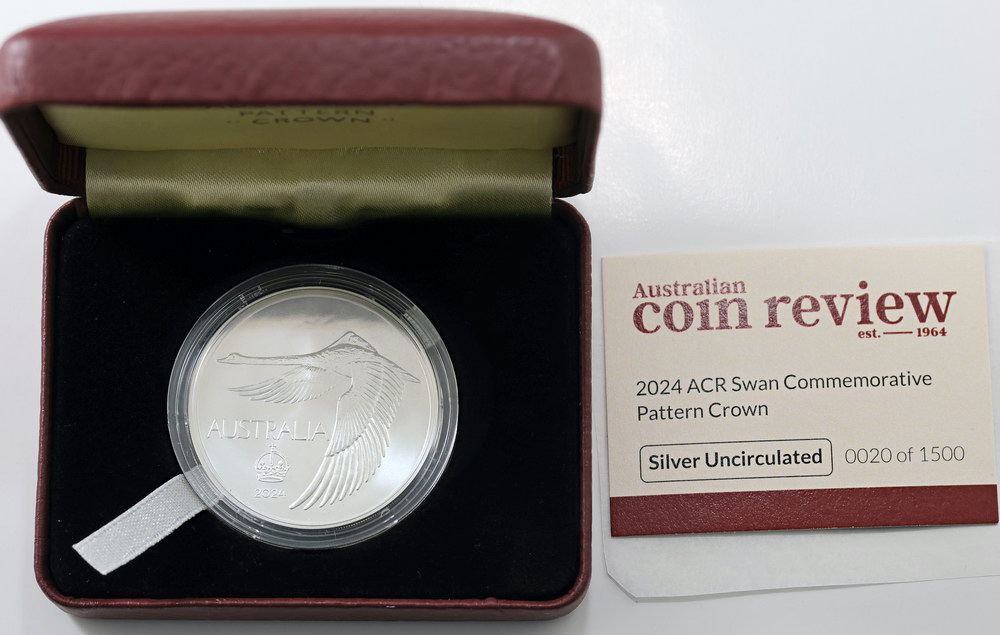 PATTERN
"CROWN"
AUSTRALIA
2024
Australian
coin review
est. — 1964
2024 ACR Swan Commemorative
Pattern Crown
Silver Uncirculated 0020 of 1500